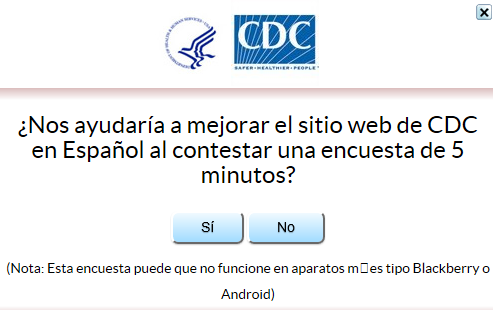 CDC
SAFER • HEALTHIER • PEOPLE™
¿Nos ayudaría a mejorar el sitio web de CDC
en Español al contestar una encuesta de 5
minutos?
Sí No
(Nota: Esta encuesta puede que no funcione en aparatos m□es tipo Blackberry o
Android)